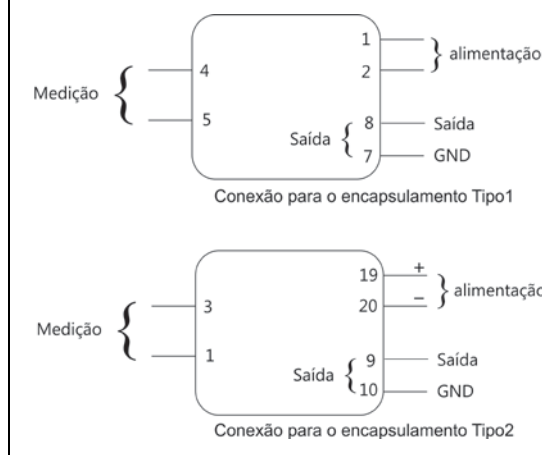 1
alimentação
4
2
Medição
5
8
Saída
Saída
7
GND
Conexão para o encapsulamento Tipo1
19
+
alimentação
3
20
−
Medição
1
9
Saída
Saída
10
GND
Conexão para o encapsulamento Tipo2